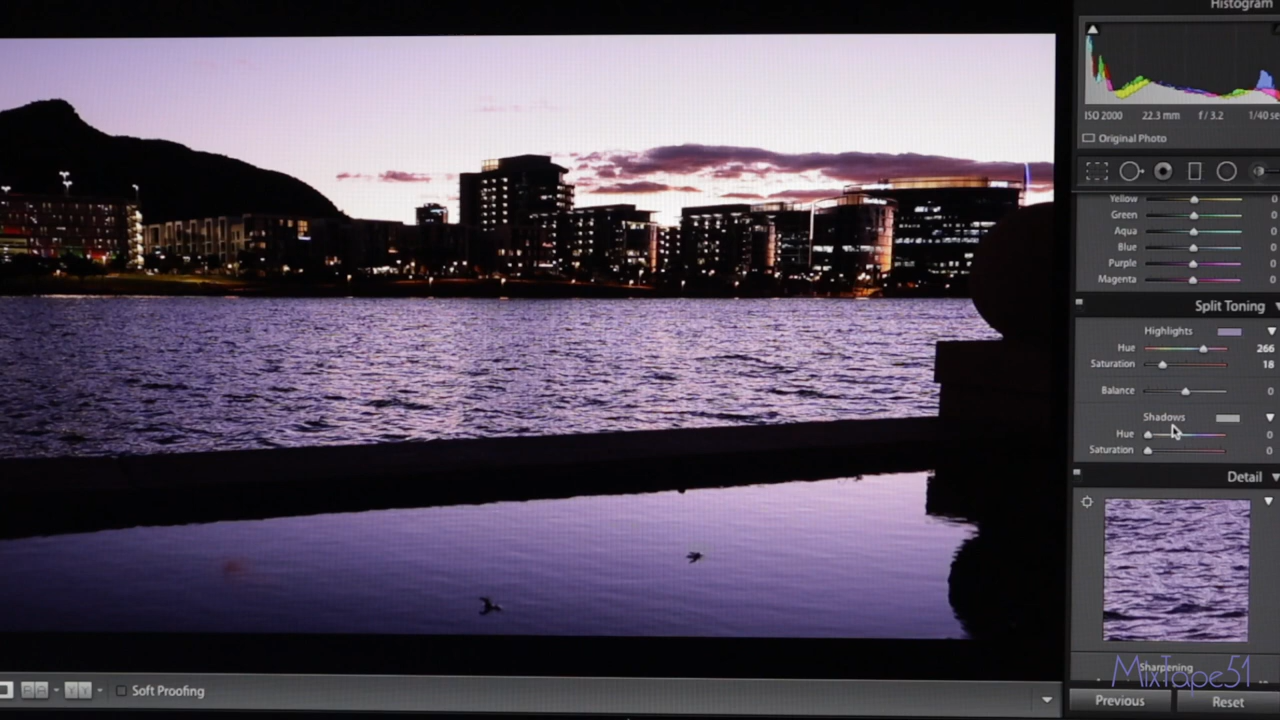 Histogram
ISO 2000 22.3 mm f / 3.2 1/40 se
Original Photo
Yellow 0
Green 0
Aqua 0
Blue 0
Purple 0
Magenta 0
Split Toning
Highlights
Hue 266
Saturation 18
Balance 0
Shadows
Hue 0
Saturation 0
Detail
Sharpening
MixTape51
Soft Proofing
Previous Reset